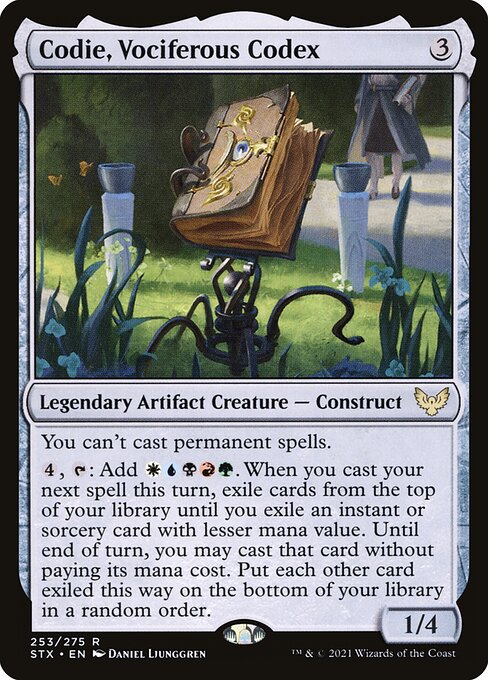 Codie, Vociferous Codex 3
Legendary Artifact Creature — Construct
You can't cast permanent spells.
4, T: Add WUBRG. When you cast your
next spell this turn, exile cards from the top
of your library until you exile an instant or
sorcery card with lesser mana value. Until
end of turn, you may cast that card without
paying its mana cost. Put each other card
exiled this way on the bottom of your library
in a random order.
1/4
253/275 R
STX • EN Daniel Ljunggren
™ & © 2021 Wizards of the Coast